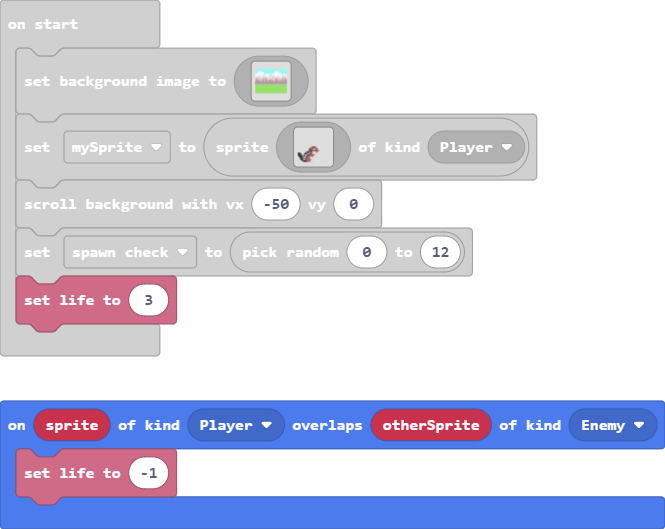 on start
set background image to
set mySprite to sprite of kind Player
scroll background with vx -50 vy 0
set spawn check to pick random 0 to 12
set life to 3
on sprite of kind Player overlaps otherSprite of kind Enemy
set life to -1